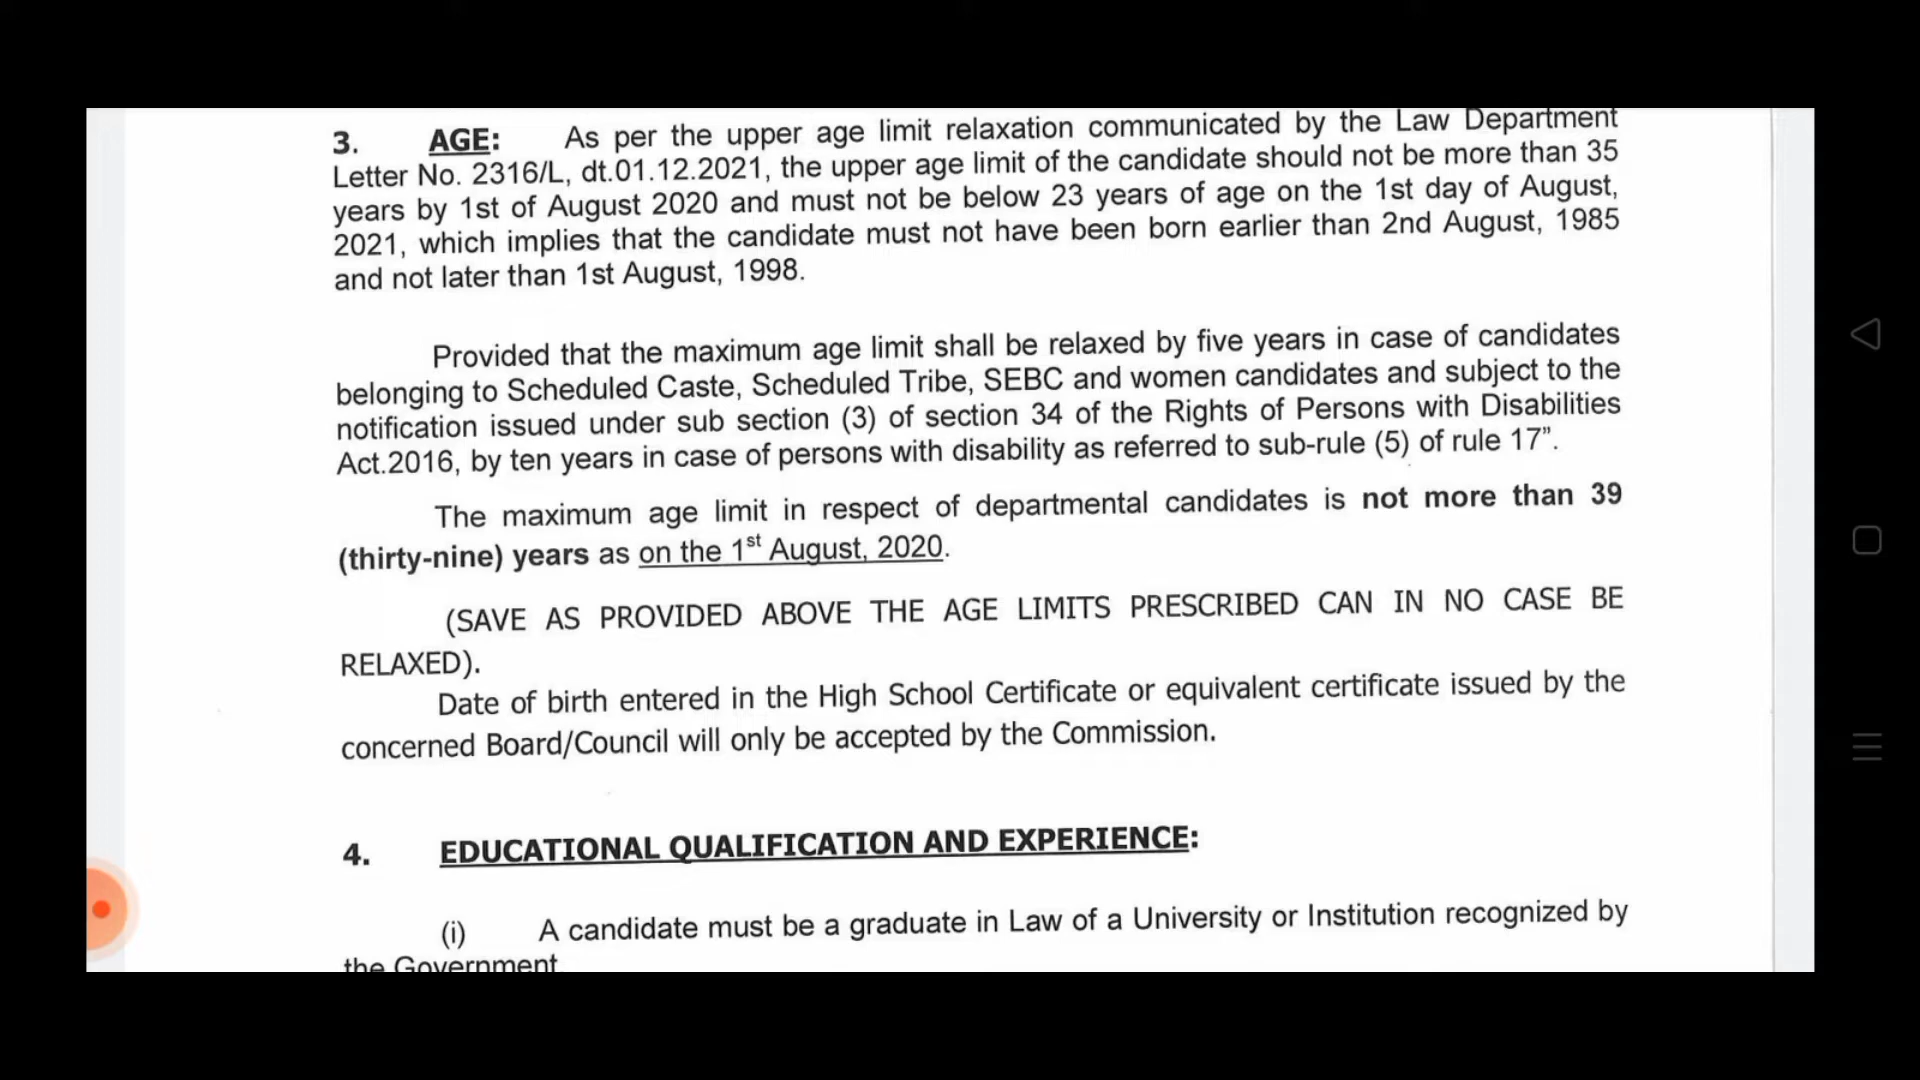 3. AGE: As per the upper age limit relaxation communicated by the Law Department
Letter No. 2316/L, dt.01.12.2021, the upper age limit of the candidate should not be more than 35
years by 1st of August 2020 and must not be below 23 years of age on the 1st day of August,
2021, which implies that the candidate must not have been born earlier than 2nd August, 1985
and not later than 1st August, 1998.
Provided that the maximum age limit shall be relaxed by five years in case of candidates
belonging to Scheduled Caste, Scheduled Tribe, SEBC and women candidates and subject to the
notification issued under sub section (3) of section 34 of the Rights of Persons with Disabilities
Act.2016, by ten years in case of persons with disability as referred to sub-rule (5) of rule 17”.
The maximum age limit in respect of departmental candidates is not more than 39
(thirty-nine) years as on the 1st August, 2020.
(SAVE AS PROVIDED ABOVE THE AGE LIMITS PRESCRIBED CAN IN NO CASE BE
RELAXED).
Date of birth entered in the High School Certificate or equivalent certificate issued by the
concerned Board/Council will only be accepted by the Commission.
4. EDUCATIONAL QUALIFICATION AND EXPERIENCE:
(i) A candidate must be a graduate in Law of a University or Institution recognized by
the Government